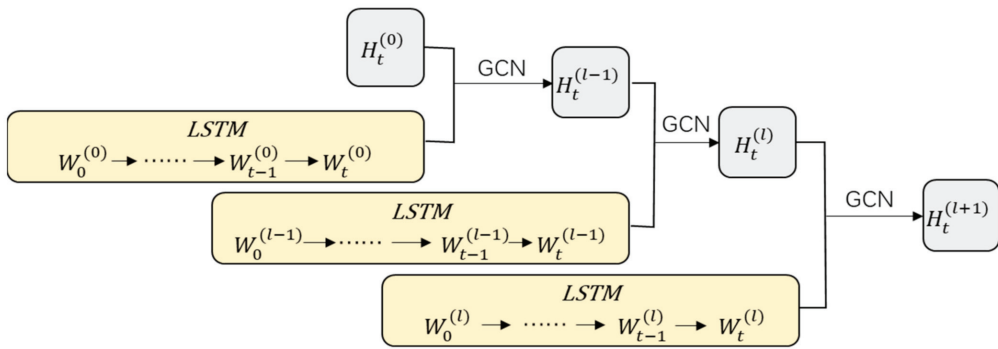 H_t^{(0)}
GCN
H_t^{(l-1)}
LSTM
W_0^{(0)} → ⋯⋯ → W_{t-1}^{(0)} → W_t^{(0)}
GCN
H_t^{(l)}
LSTM
W_0^{(l-1)} → ⋯⋯ → W_{t-1}^{(l-1)} → W_t^{(l-1)}
GCN
H_t^{(l+1)}
LSTM
W_0^{(l)} → ⋯⋯ → W_{t-1}^{(l)} → W_t^{(l)}